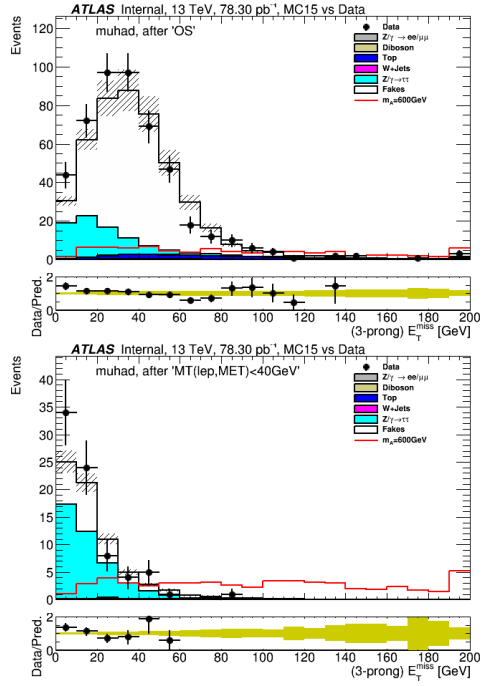 ATLAS Internal, 13 TeV, 78.30 pb⁻¹, MC15 vs Data
Events
muhad, after 'OS'
Data
Z/γ → ee/μμ
Diboson
Top
W+Jets
Z/γ→ττ
Fakes
m_A=600GeV
120
100
80
60
40
20
0
Data/Pred.
2
1
0
0 20 40 60 80 100 120 140 160 180 200
(3-prong) E_T^miss [GeV]
ATLAS Internal, 13 TeV, 78.30 pb⁻¹, MC15 vs Data
Events
muhad, after 'MT(lep,MET)<40GeV'
Data
Z/γ → ee/μμ
Diboson
Top
W+Jets
Z/γ→ττ
Fakes
m_A=600GeV
40
35
30
25
20
15
10
5
0
Data/Pred.
2
1
0
0 20 40 60 80 100 120 140 160 180 200
(3-prong) E_T^miss [GeV]